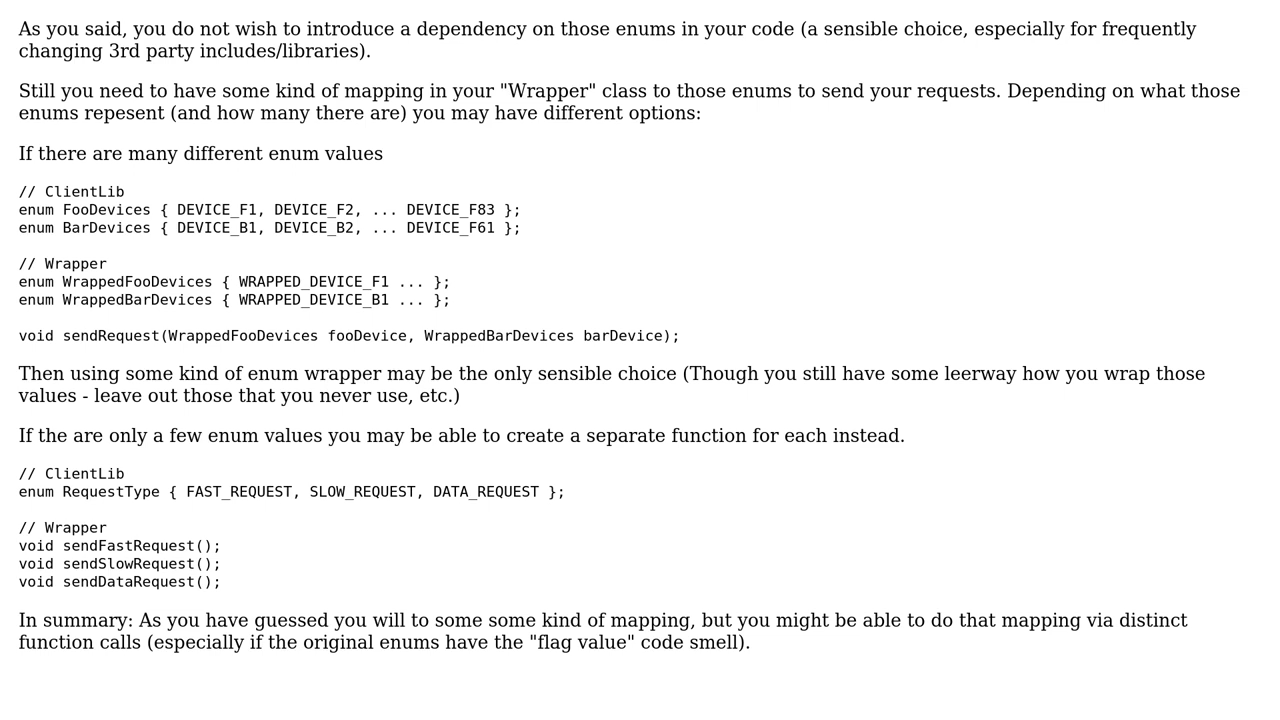 As you said, you do not wish to introduce a dependency on those enums in your code (a sensible choice, especially for frequently
changing 3rd party includes/libraries).
Still you need to have some kind of mapping in your "Wrapper" class to those enums to send your requests. Depending on what those
enums repesent (and how many there are) you may have different options:
If there are many different enum values
// ClientLib
enum FooDevices { DEVICE_F1, DEVICE_F2, ... DEVICE_F83 };
enum BarDevices { DEVICE_B1, DEVICE_B2, ... DEVICE_F61 };
// Wrapper
enum WrappedFooDevices { WRAPPED_DEVICE_F1 ... };
enum WrappedBarDevices { WRAPPED_DEVICE_B1 ... };
void sendRequest(WrappedFooDevices fooDevice, WrappedBarDevices barDevice);
Then using some kind of enum wrapper may be the only sensible choice (Though you still have some leerway how you wrap those
values - leave out those that you never use, etc.)
If the are only a few enum values you may be able to create a separate function for each instead.
// ClientLib
enum RequestType { FAST_REQUEST, SLOW_REQUEST, DATA_REQUEST };
// Wrapper
void sendFastRequest();
void sendSlowRequest();
void sendDataRequest();
In summary: As you have guessed you will to some some kind of mapping, but you might be able to do that mapping via distinct
function calls (especially if the original enums have the "flag value" code smell).